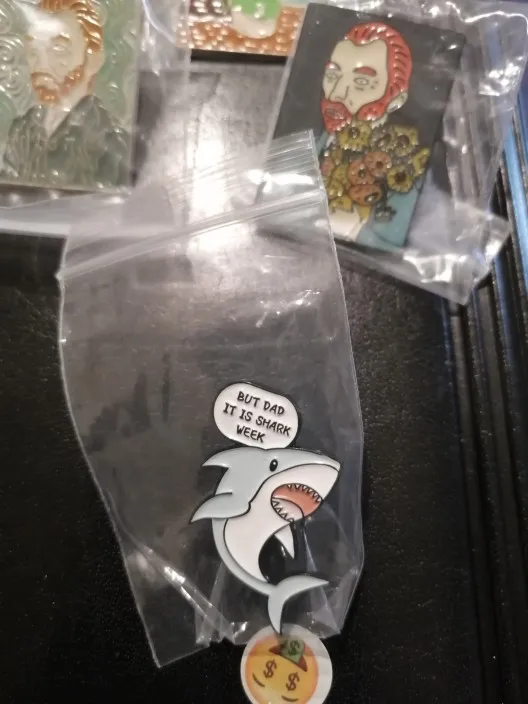 BUT DAD
IT IS SHARK
WEEK
$
$ $